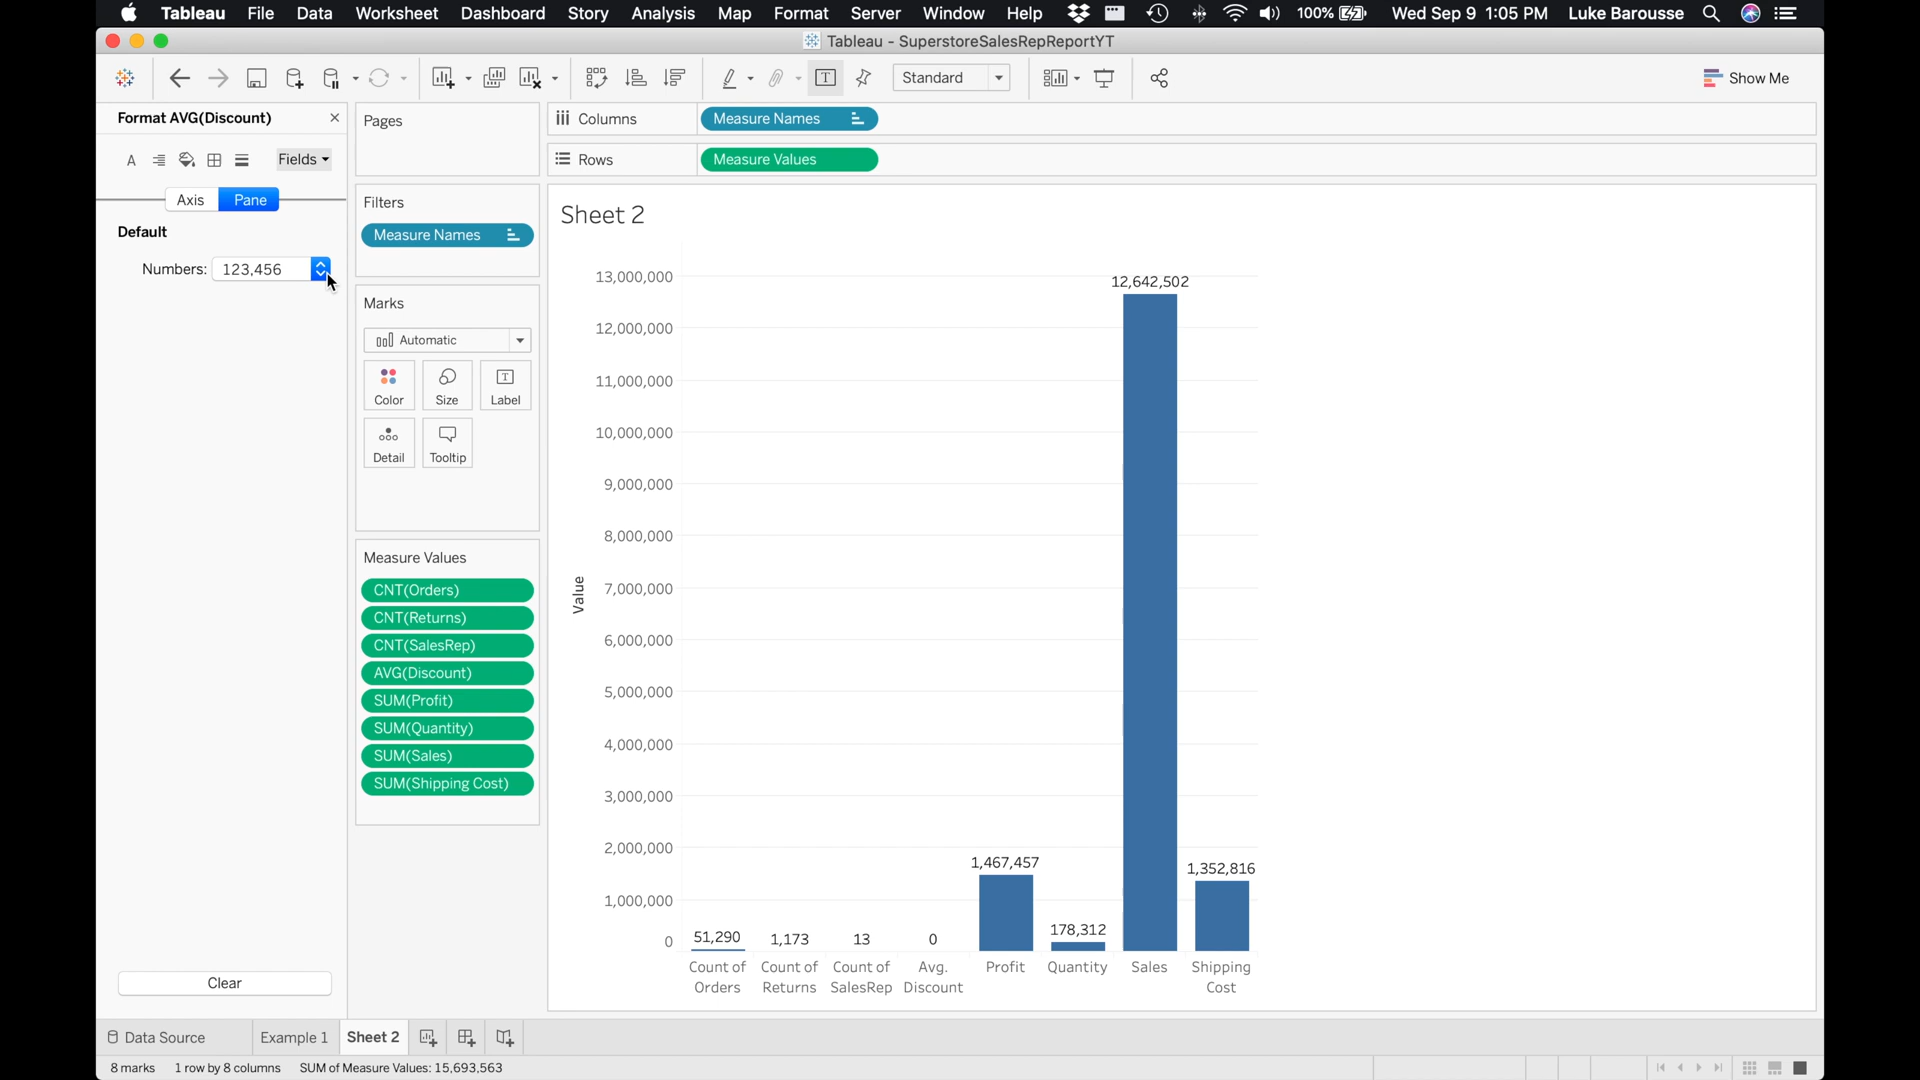 Tableau File Data Worksheet Dashboard Story Analysis Map Format Server Window Help 100% Wed Sep 9 1:05 PM Luke Barousse
Tableau - SuperstoreSalesRepReportYT
Standard
Show Me
Format AVG(Discount)
Fields
Axis Pane
Default
Numbers: 123,456
Clear
Pages
Filters
Measure Names
Marks
Automatic
Color Size Label
Detail Tooltip
Measure Values
CNT(Orders)
CNT(Returns)
CNT(SalesRep)
AVG(Discount)
SUM(Profit)
SUM(Quantity)
SUM(Sales)
SUM(Shipping Cost)
Columns Measure Names
Rows Measure Values
Sheet 2
Value
13,000,000
12,000,000
11,000,000
10,000,000
9,000,000
8,000,000
7,000,000
6,000,000
5,000,000
4,000,000
3,000,000
2,000,000
1,000,000
0
51,290
1,173
13
0
1,467,457
178,312
12,642,502
1,352,816
Count of Orders
Count of Returns
Count of SalesRep
Avg. Discount
Profit
Quantity
Sales
Shipping Cost
Data Source Example 1 Sheet 2
8 marks 1 row by 8 columns SUM of Measure Values: 15,693,563